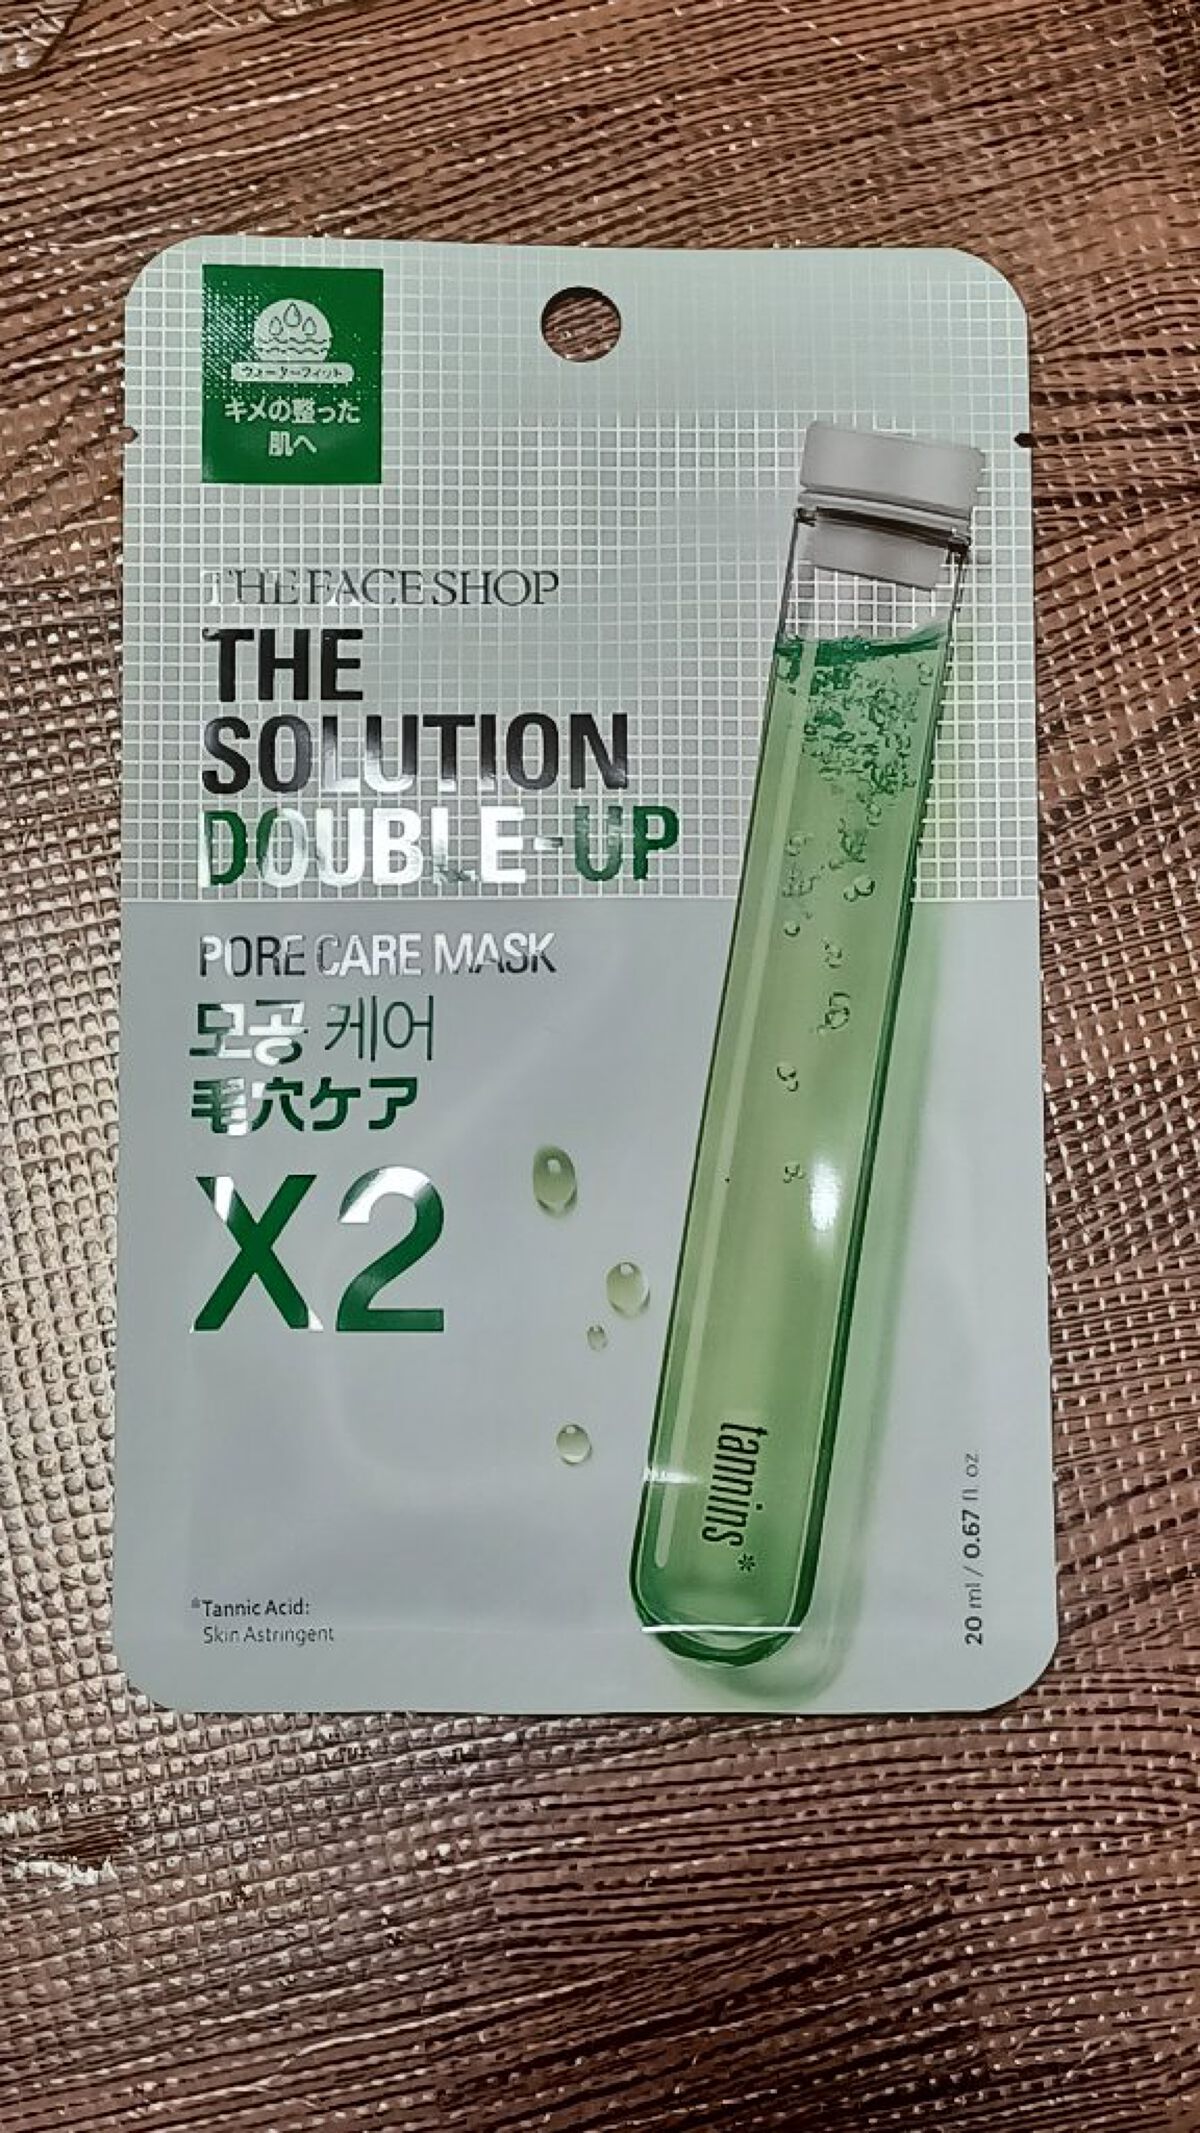 ウォーターフィット
キメの整った
肌へ
THE FACE SHOP
THE
SOLUTION
DOUBLE-UP
PORE CARE MASK
모공 케어
毛穴ケア
X2
tannins*
*Tannic Acid:
Skin Astringent
20 ml / 0.67 fl oz